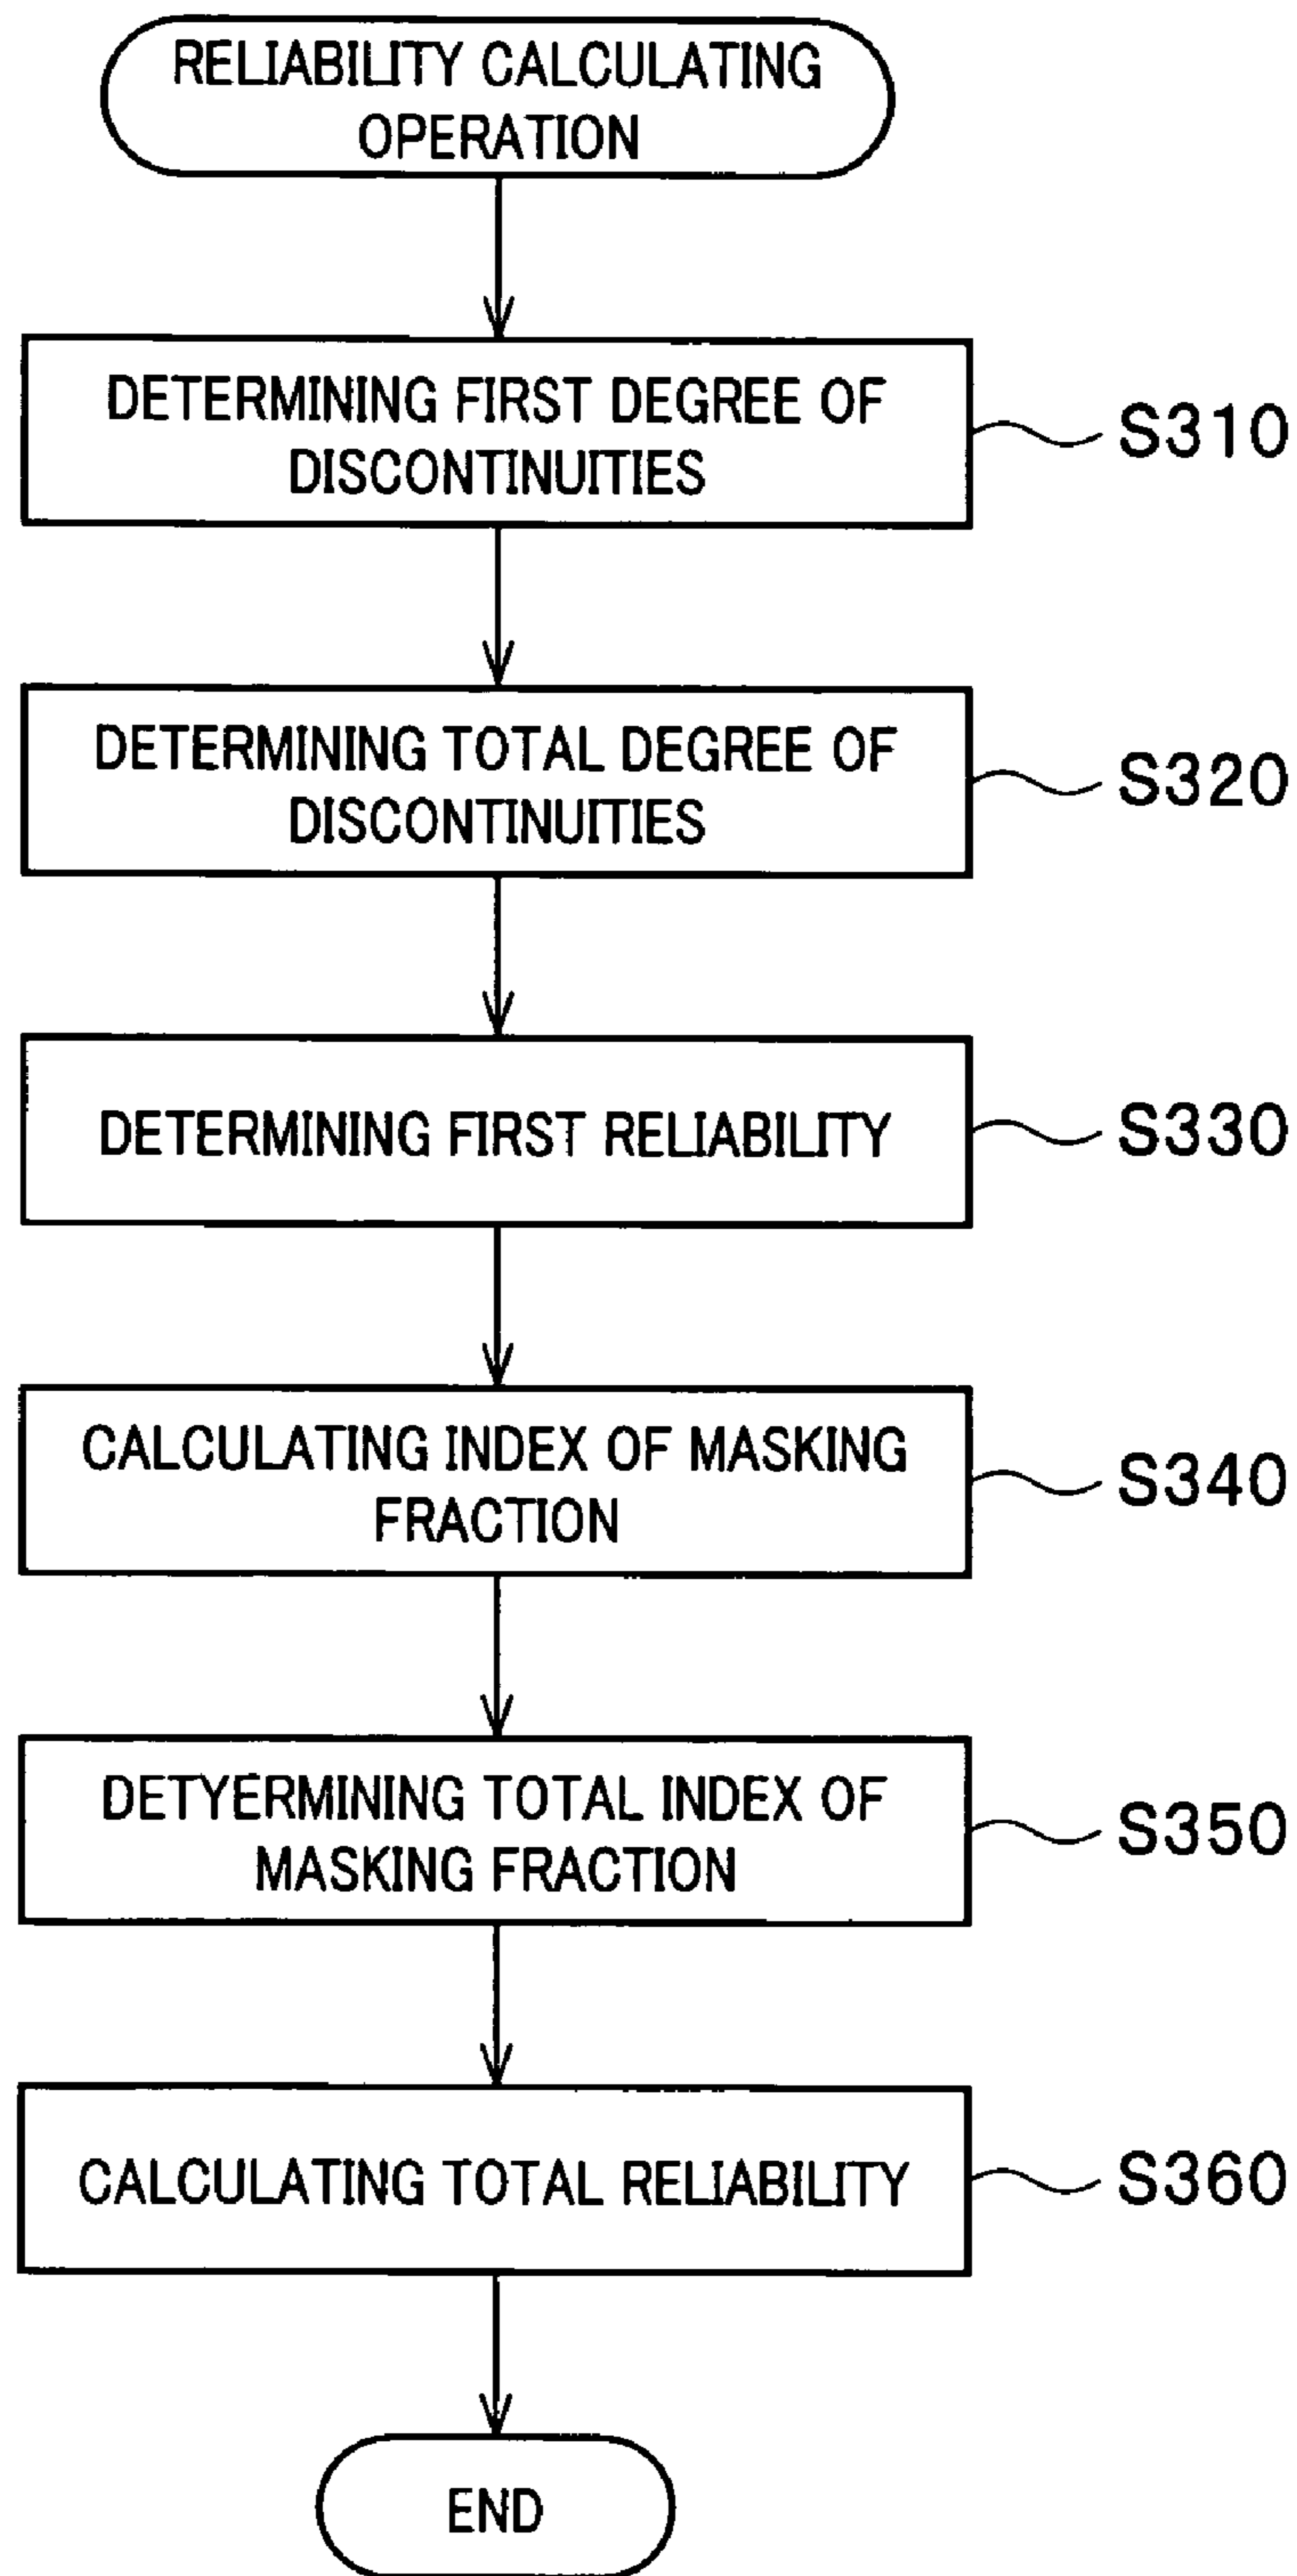 RELIABILITY CALCULATING
OPERATION
DETERMINING FIRST DEGREE OF
DISCONTINUITIES
S310
DETERMINING TOTAL DEGREE OF
DISCONTINUITIES
S320
DETERMINING FIRST RELIABILITY
S330
CALCULATING INDEX OF MASKING
FRACTION
S340
DETYERMINING TOTAL INDEX OF
MASKING FRACTION
S350
CALCULATING TOTAL RELIABILITY
S360
END